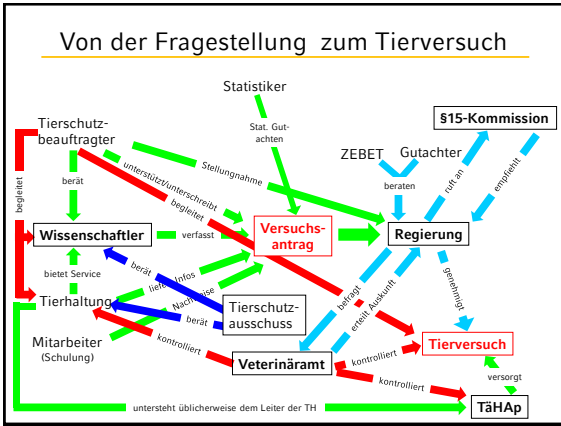 Von der Fragestellung zum Tierversuch
Statistiker
§15-Kommission
Tierschutz-
beauftragter
Stat. Gut-
achten
ZEBET
Gutachter
begleitet
berät
unterstützt/unterschreibt
Stellungnahme
begleitet
beraten
ruft an
empfiehlt
Wissenschaftler
verfasst
Versuchs-
antrag
Regierung
bietet Service
berät
liefert Infos
Nachweise
befragt
erteilt Auskunft
genehmigt
Tierhaltung
Tierschutz-
ausschuss
berät
Mitarbeiter
(Schulung)
kontrolliert
Veterinäramt
kontrolliert
Tierversuch
kontrolliert
versorgt
untersteht üblicherweise dem Leiter der TH
TäHAp